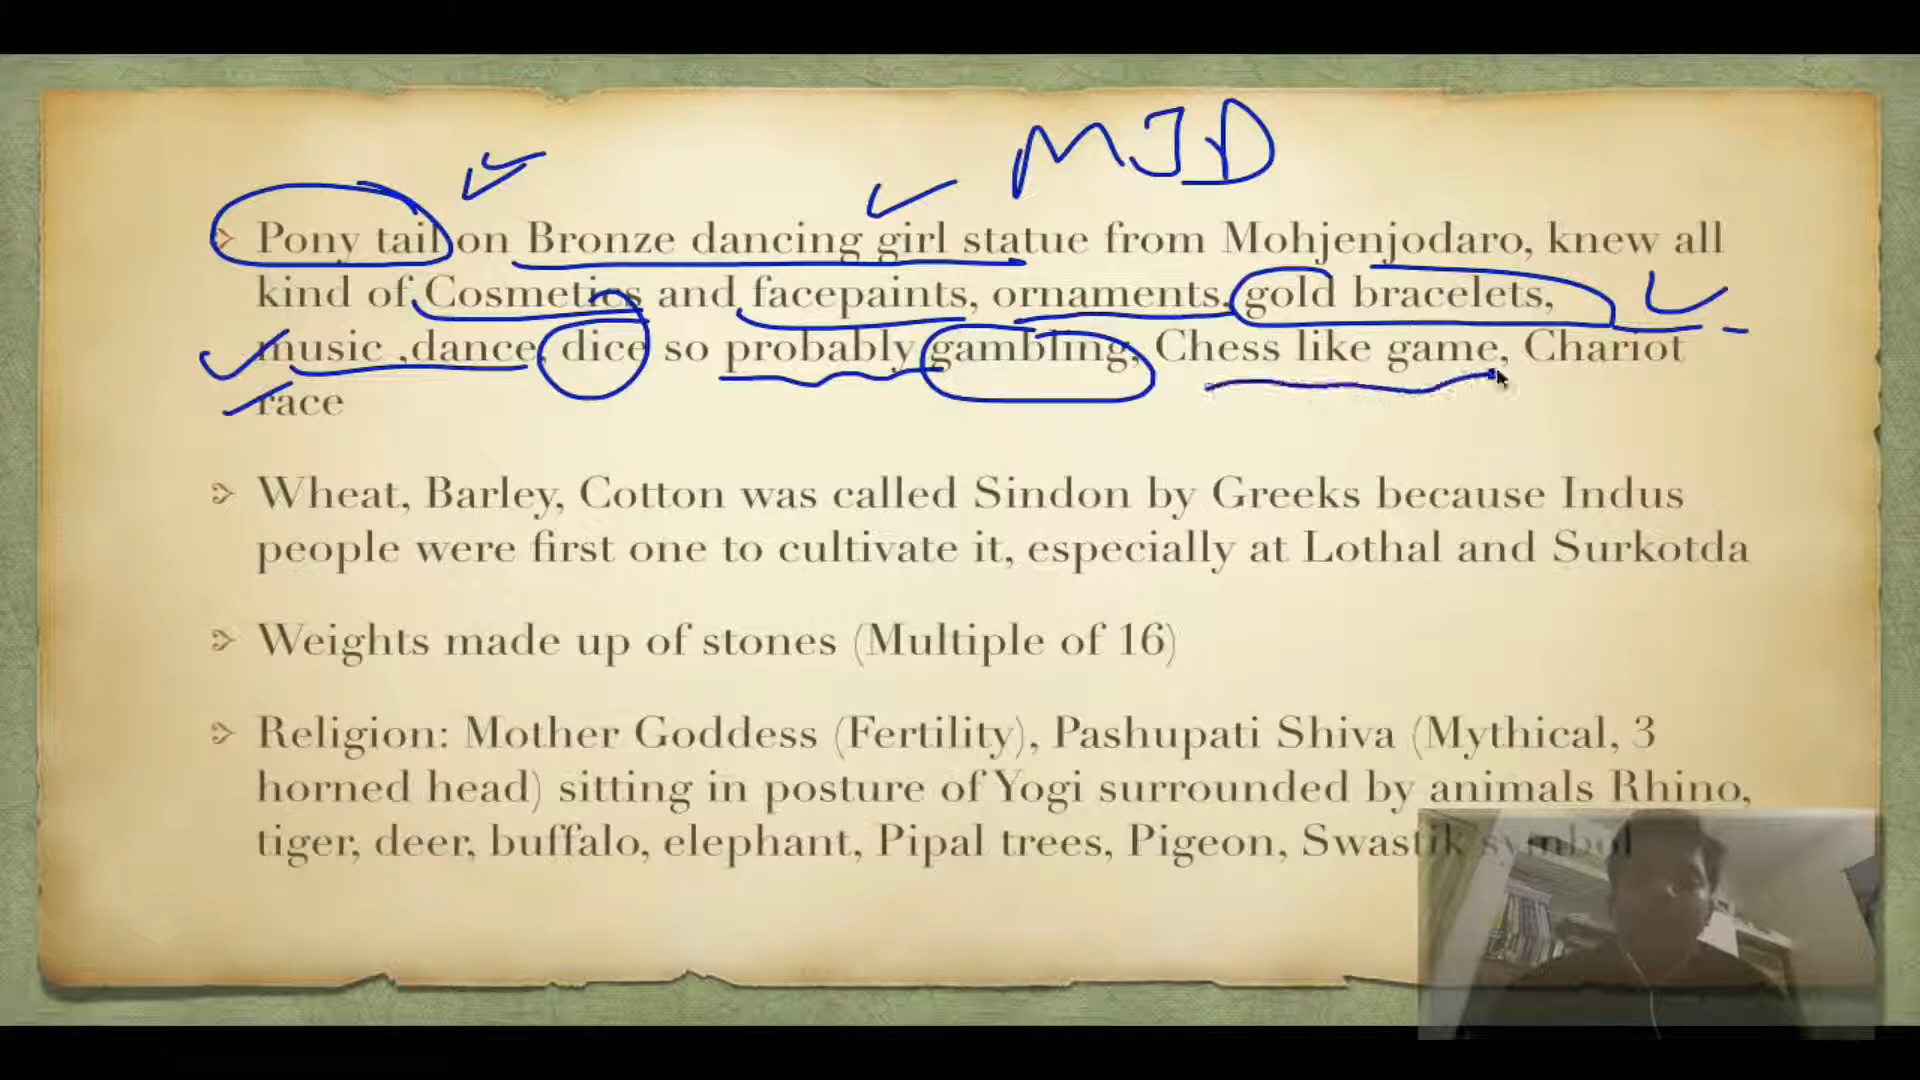 MJD
Pony tail on Bronze dancing girl statue from Mohjenjodaro, knew all
kind of Cosmetics and facepaints, ornaments, gold bracelets,
music ,dance, dice so probably gambling, Chess like game, Chariot
race
Wheat, Barley, Cotton was called Sindon by Greeks because Indus
people were first one to cultivate it, especially at Lothal and Surkotda
Weights made up of stones (Multiple of 16)
Religion: Mother Goddess (Fertility), Pashupati Shiva (Mythical, 3
horned head) sitting in posture of Yogi surrounded by animals Rhino,
tiger, deer, buffalo, elephant, Pipal trees, Pigeon, Swastik symbol